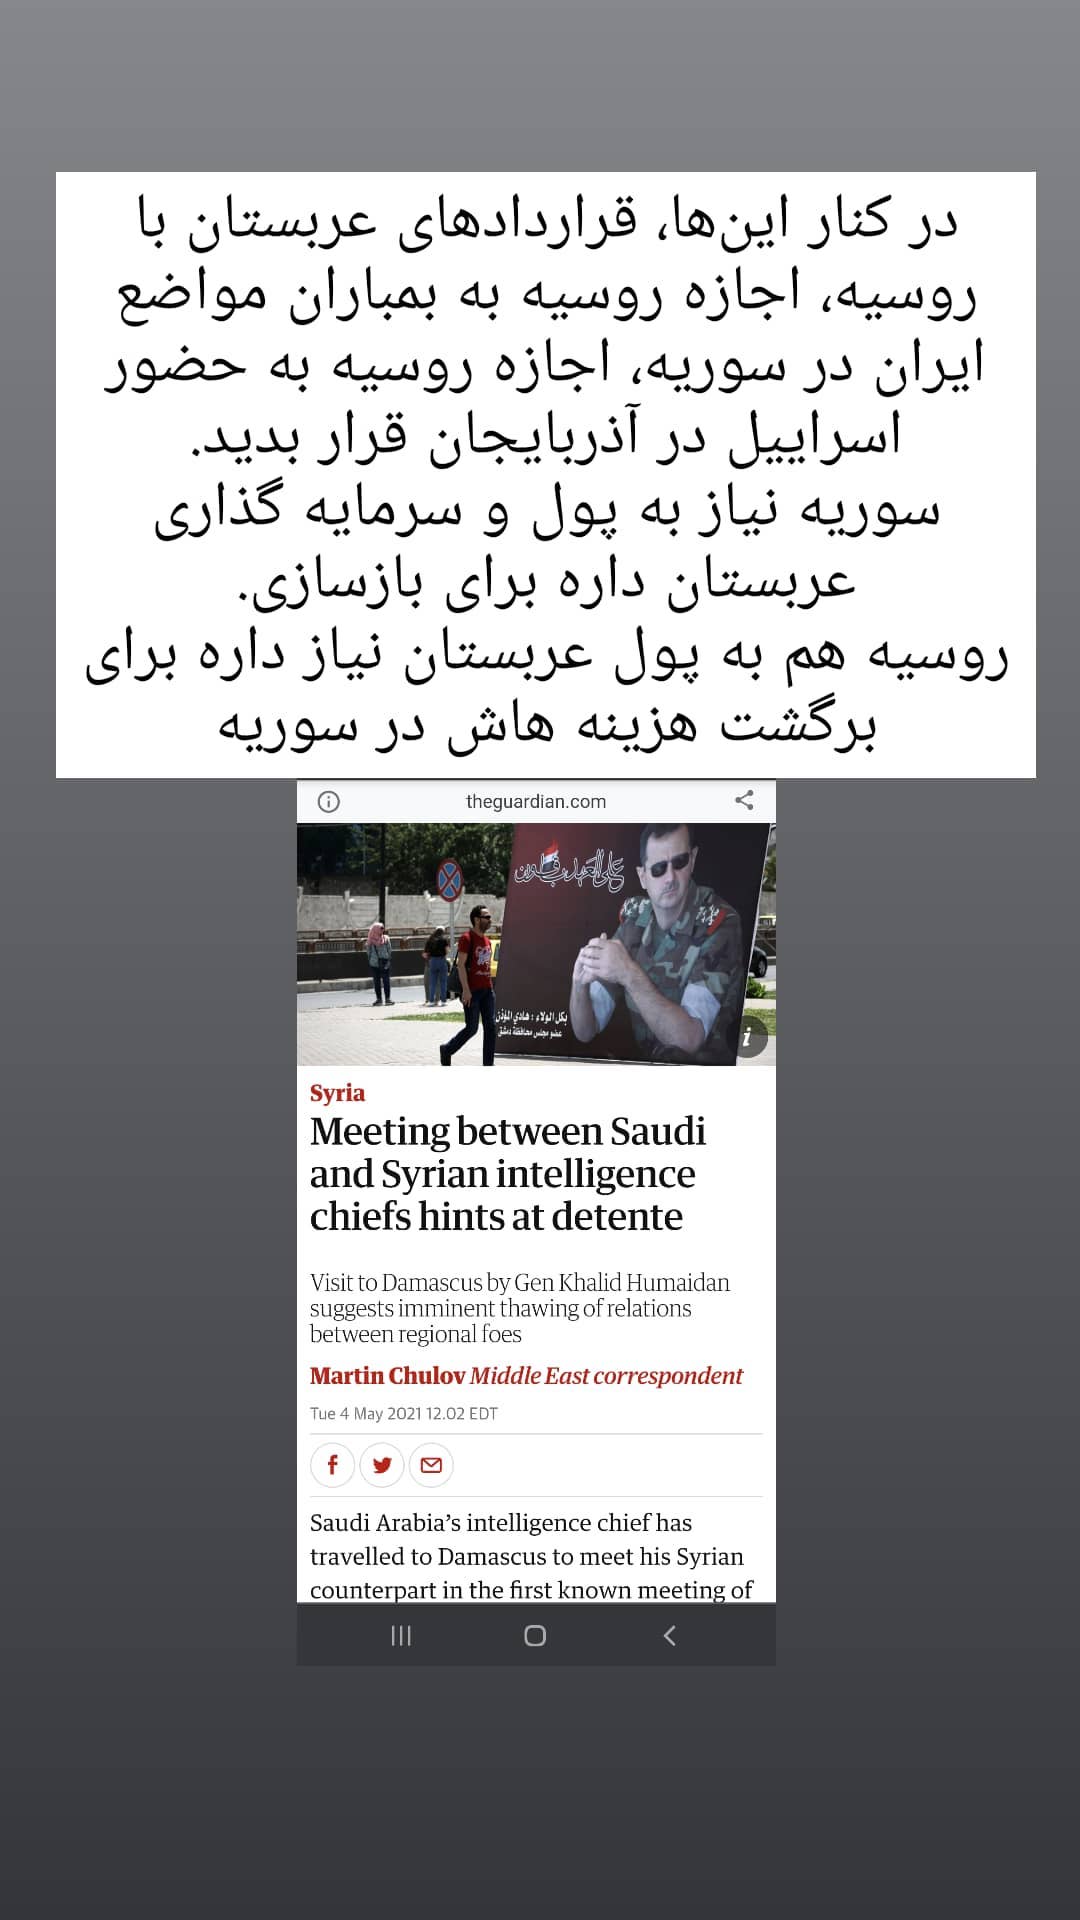 در کنار این‌ها، قراردادهای عربستان با
روسیه، اجازه روسیه به بمباران مواضع
ایران در سوریه، اجازه روسیه به حضور
اسراییل در آذربایجان قرار بدید.
سوریه نیاز به پول و سرمایه گذاری
عربستان داره برای بازسازی.
روسیه هم به پول عربستان نیاز داره برای
برگشت هزینه هاش در سوریه
theguardian.com
بكل الولاء : هادي المؤذن
عضو مجلس محافظة دمشق
Syria
Meeting between Saudi
and Syrian intelligence
chiefs hints at detente
Visit to Damascus by Gen Khalid Humaidan
suggests imminent thawing of relations
between regional foes
Martin Chulov Middle East correspondent
Tue 4 May 2021 12.02 EDT
Saudi Arabia’s intelligence chief has
travelled to Damascus to meet his Syrian
counterpart in the first known meeting of